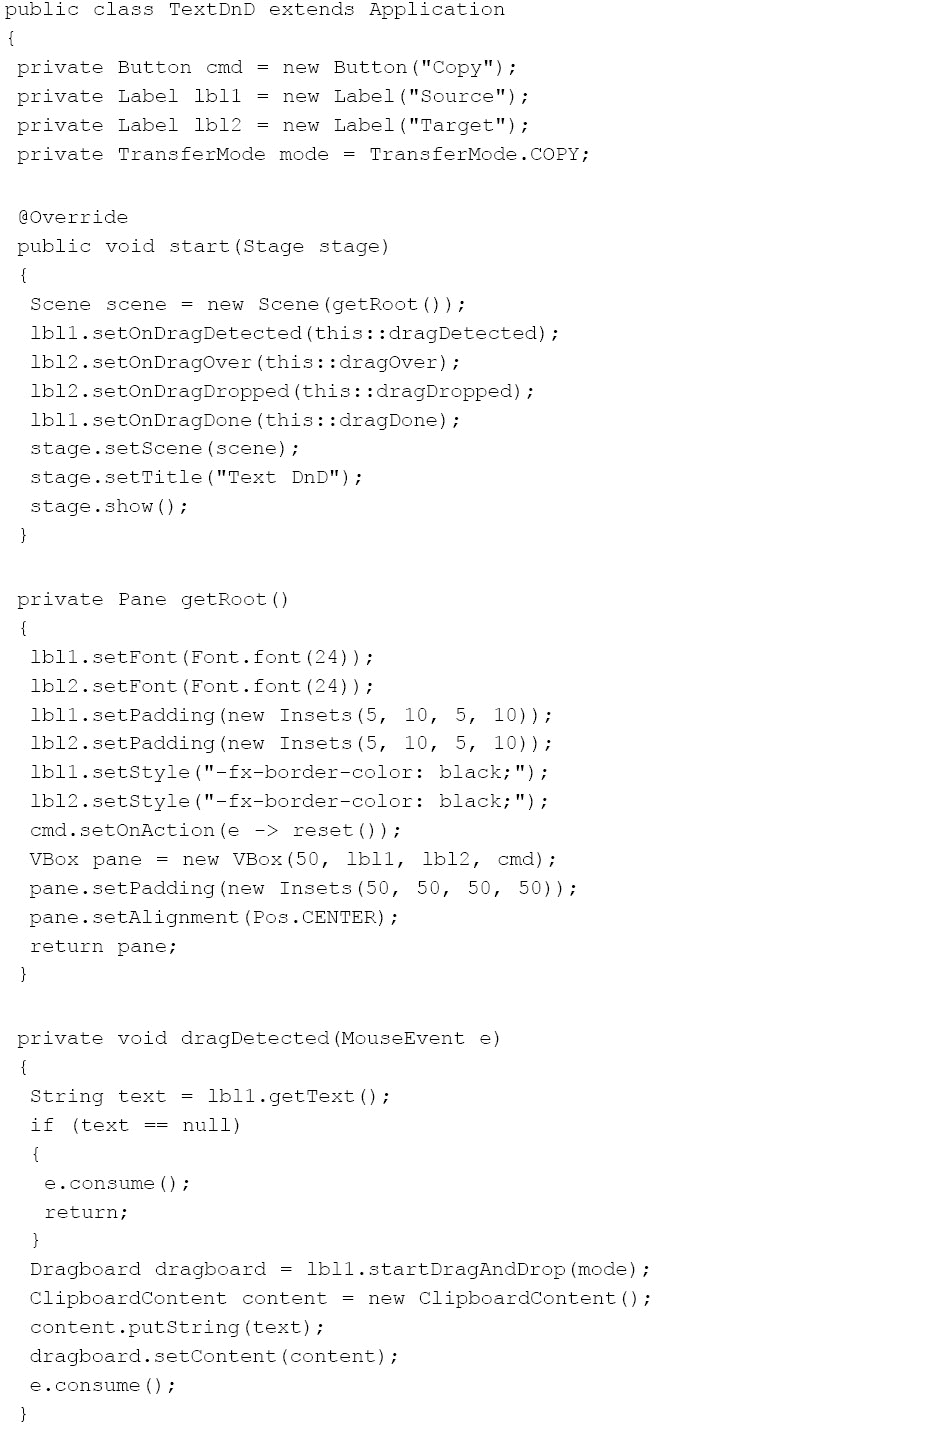 public class TextDnD extends Application
{
private Button cmd = new Button("Copy");
private Label lbl1 = new Label("Source");
private Label lbl2 = new Label("Target");
private TransferMode mode = TransferMode.COPY;
@Override
public void start(Stage stage)
{
Scene scene = new Scene(getRoot());
lbl1.setOnDragDetected(this::dragDetected);
lbl2.setOnDragOver(this::dragOver);
lbl2.setOnDragDropped(this::dragDropped);
lbl1.setOnDragDone(this::dragDone);
stage.setScene(scene);
stage.setTitle("Text DnD");
stage.show();
}
private Pane getRoot()
{
lbl1.setFont(Font.font(24));
lbl2.setFont(Font.font(24));
lbl1.setPadding(new Insets(5, 10, 5, 10));
lbl2.setPadding(new Insets(5, 10, 5, 10));
lbl1.setStyle("-fx-border-color: black;");
lbl2.setStyle("-fx-border-color: black;");
cmd.setOnAction(e -> reset());
VBox pane = new VBox(50, lbl1, lbl2, cmd);
pane.setPadding(new Insets(50, 50, 50, 50));
pane.setAlignment(Pos.CENTER);
return pane;
}
private void dragDetected(MouseEvent e)
{
String text = lbl1.getText();
if (text == null)
{
e.consume();
return;
}
Dragboard dragboard = lbl1.startDragAndDrop(mode);
ClipboardContent content = new ClipboardContent();
content.putString(text);
dragboard.setContent(content);
e.consume();
}